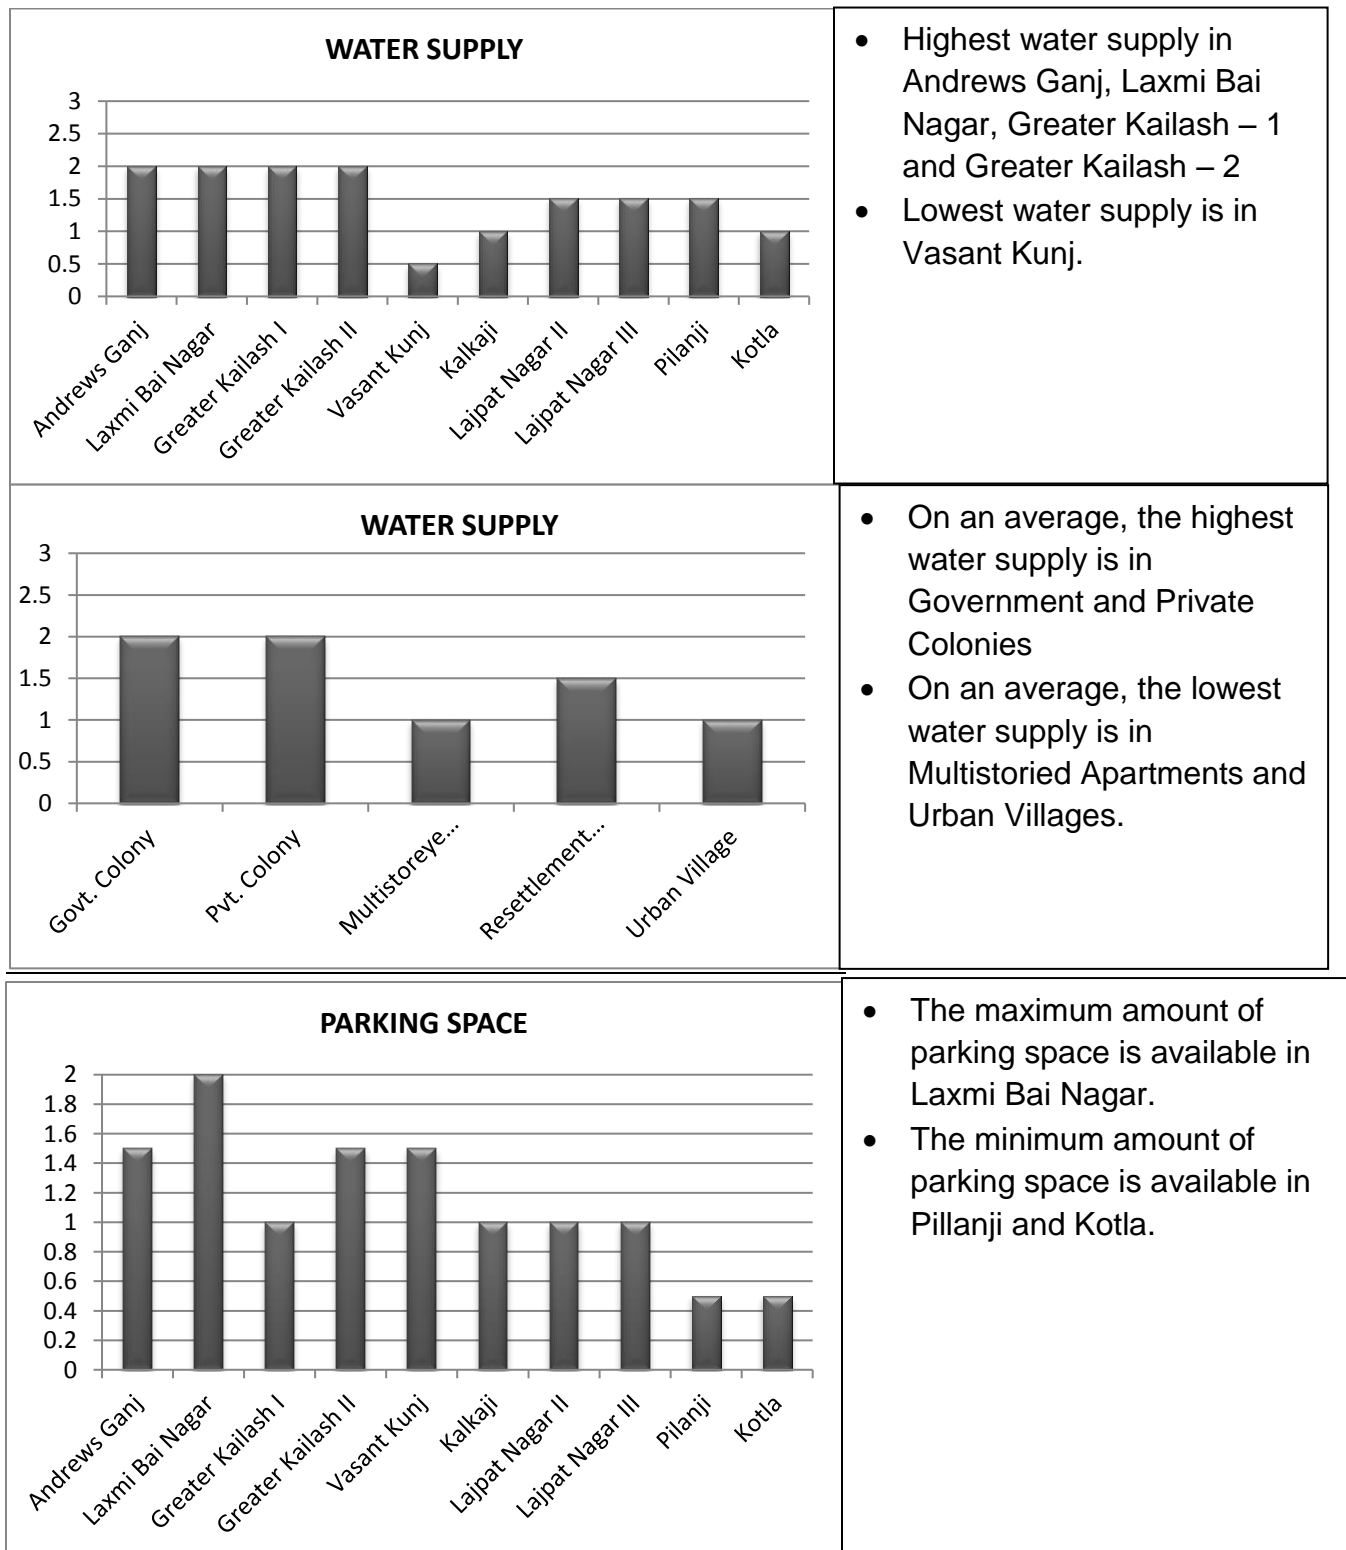 WATER SUPPLY
3
2.5
2
1.5
1
0.5
0
Andrews Ganj
Laxmi Bai Nagar
Greater Kailash I
Greater Kailash II
Vasant Kunj
Kalkaji
Lajpat Nagar II
Lajpat Nagar III
Pilanji
Kotla
• Highest water supply in
Andrews Ganj, Laxmi Bai
Nagar, Greater Kailash – 1
and Greater Kailash – 2
• Lowest water supply is in
Vasant Kunj.
WATER SUPPLY
3
2.5
2
1.5
1
0.5
0
Govt. Colony
Pvt. Colony
Multistoreye...
Resettlement...
Urban Village
• On an average, the highest
water supply is in
Government and Private
Colonies
• On an average, the lowest
water supply is in
Multistoried Apartments and
Urban Villages.
PARKING SPACE
2
1.8
1.6
1.4
1.2
1
0.8
0.6
0.4
0.2
0
Andrews Ganj
Laxmi Bai Nagar
Greater Kailash I
Greater Kailash II
Vasant Kunj
Kalkaji
Lajpat Nagar II
Lajpat Nagar III
Pilanji
Kotla
• The maximum amount of
parking space is available in
Laxmi Bai Nagar.
• The minimum amount of
parking space is available in
Pillanji and Kotla.